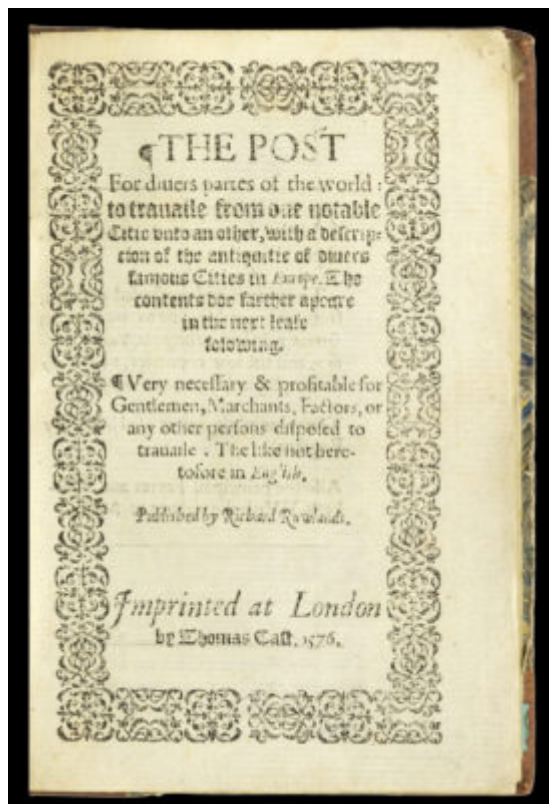 ¶THE POST
For diuers partes of the world:
to trauaile from one notable
Citie vnto an other, with a descrip-
cion of the antiquitie of diuers
famous Cities in Europe. The
contents doe farther apeare
in the next leafe
folowing.
¶Very neceſſary & profitable for
Gentlemen, Marchants, Factors, or
any other perſons diſpoſed to
trauaile. The like not here-
tofore in Engliſh.
Publiſhed by Richard Rowlands.
Imprinted at London
by Thomas Eaſt. 1576.